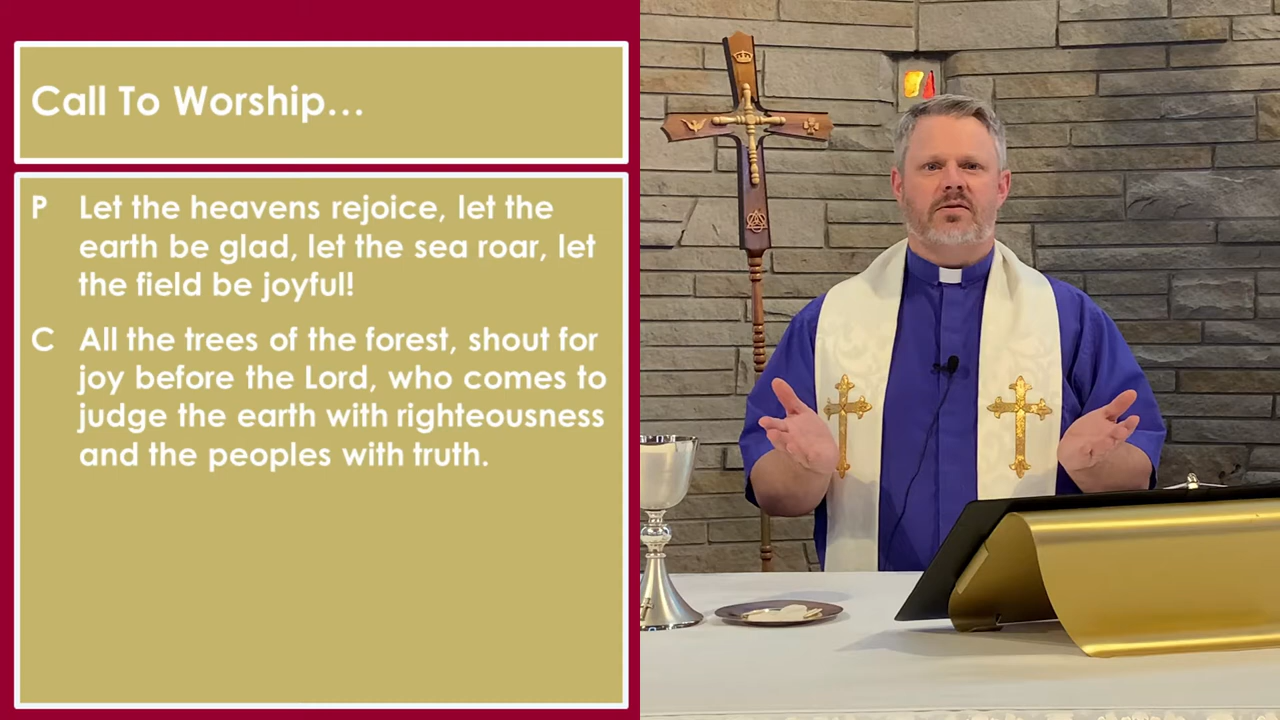 Call To Worship...
P Let the heavens rejoice, let the
earth be glad, let the sea roar, let
the field be joyful!
C All the trees of the forest, shout for
joy before the Lord, who comes to
judge the earth with righteousness
and the peoples with truth.